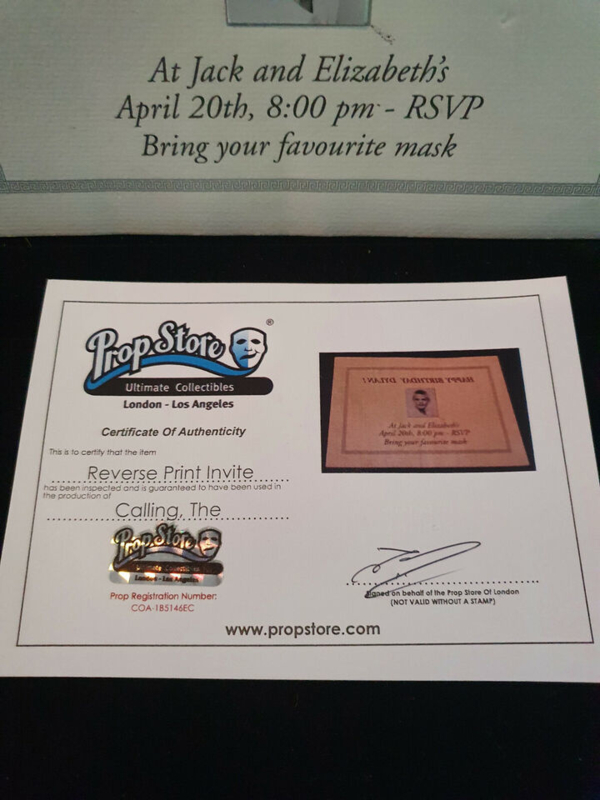 At Jack and Elizabeth's
April 20th, 8:00 pm - RSVP
Bring your favourite mask
Prop Store ®
Ultimate Collectibles
London - Los Angeles
Certificate Of Authenticity
This is to certify that the item
Reverse Print Invite
has been inspected and is guaranteed to have been used in
the production of
Calling, The
Prop Store
Ultimate Collectibles
London - Los Angeles
Prop Registration Number:
COA-1B5146EC
HAPPY BIRTHDAY DYLAN!
At Jack and Elizabeth's
April 20th, 8:00 pm - RSVP
Bring your favourite mask
Signed on behalf of the Prop Store Of London
(NOT VALID WITHOUT A STAMP)
www.propstore.com